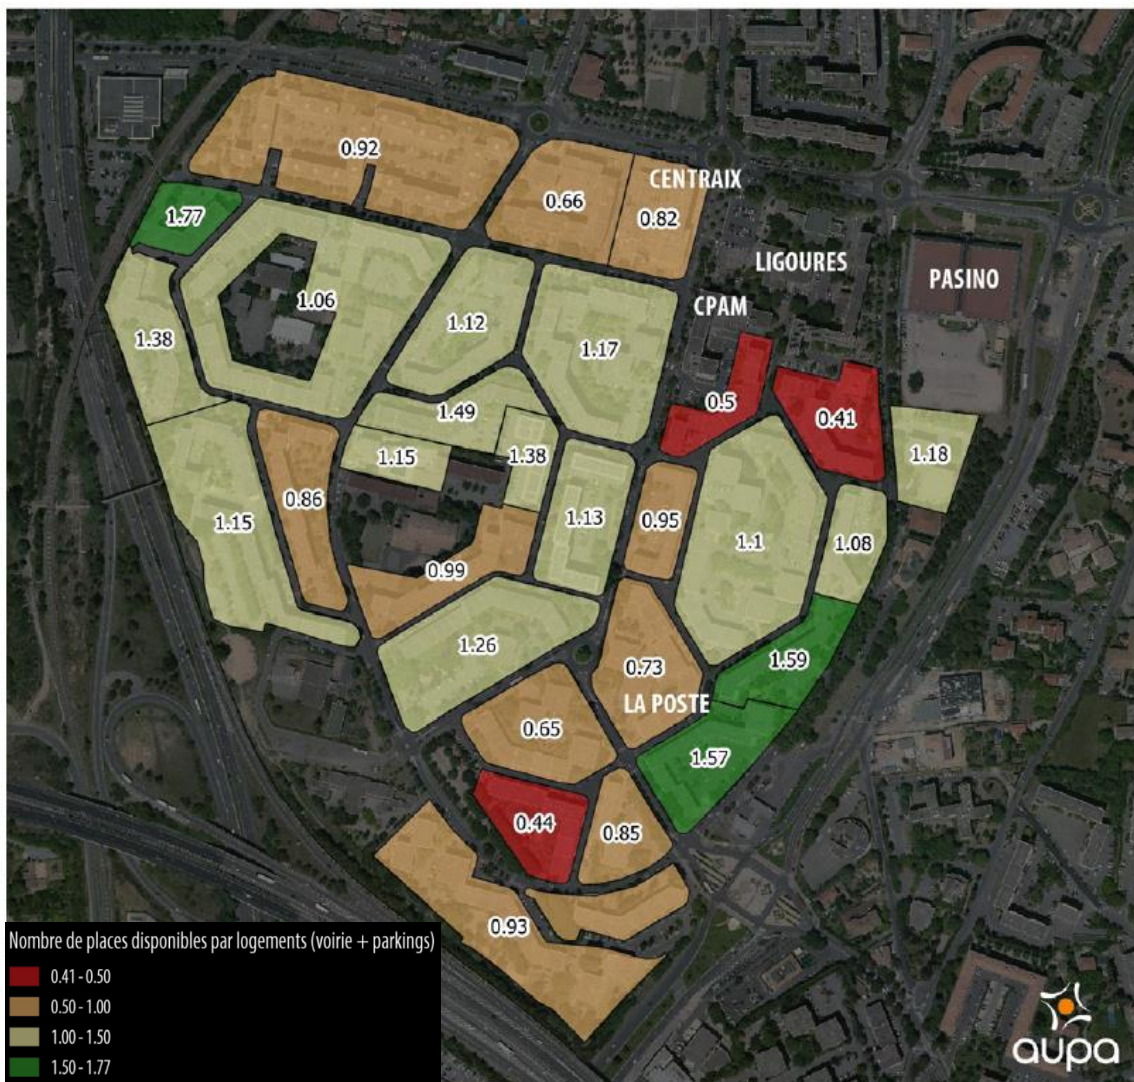 0.92
CENTRAIX
0.66
0.82
1.77
LIGOURES
PASINO
1.06
CPAM
1.12
1.38
1.17
0.5
1.49
0.41
1.15
1.38
1.18
0.86
1.13
0.95
1.15
1.1
1.08
0.99
1.26
1.59
0.73
LA POSTE
0.65
1.57
0.44
0.85
0.93
Nombre de places disponibles par logements (voirie + parkings)
0.41 - 0.50
0.50 - 1.00
1.00 - 1.50
1.50 - 1.77
aupa